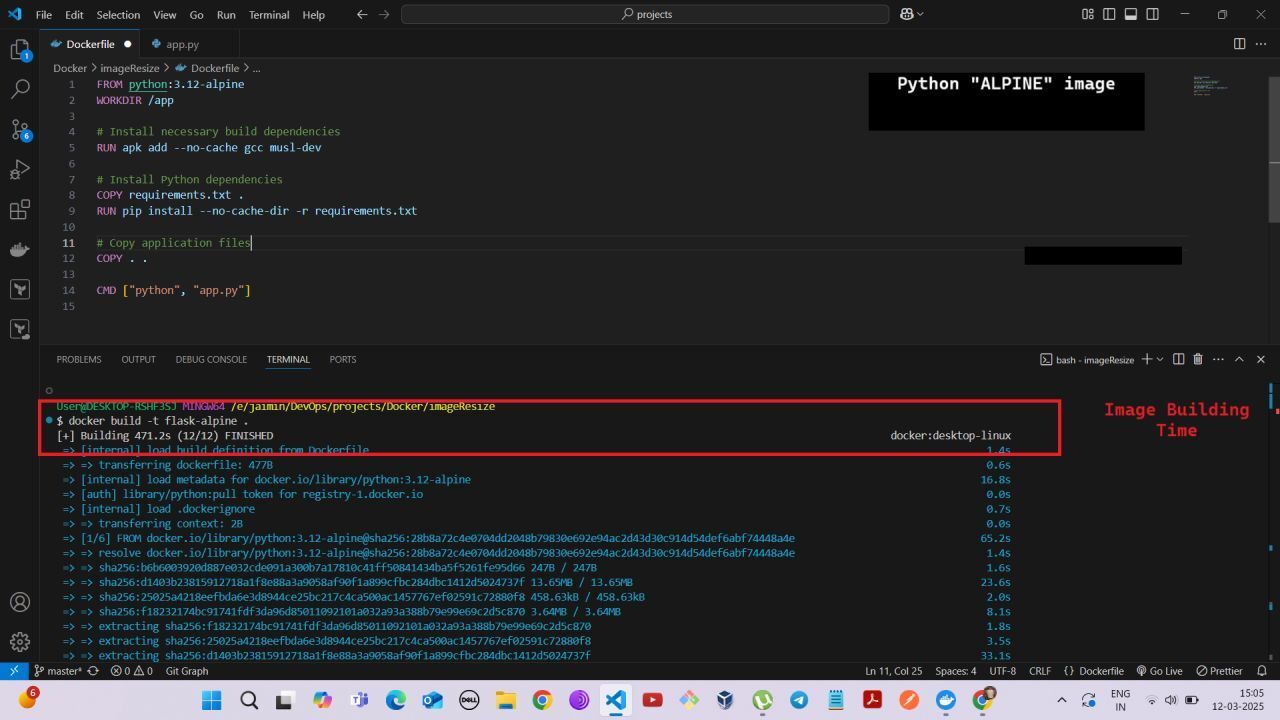 File Edit Selection View Go Run Terminal Help
projects
Dockerfile
app.py
Docker > imageResize > Dockerfile > ...
1 FROM python:3.12-alpine
2 WORKDIR /app
3
4 # Install necessary build dependencies
5 RUN apk add --no-cache gcc musl-dev
6
7 # Install Python dependencies
8 COPY requirements.txt .
9 RUN pip install --no-cache-dir -r requirements.txt
10
11 # Copy application files
12 COPY . .
13
14 CMD ["python", "app.py"]
15
Python "ALPINE" image
1
6
PROBLEMS OUTPUT DEBUG CONSOLE TERMINAL PORTS
bash - imageResize
User@DESKTOP-RSHF3SJ MINGW64 /e/jaimin/DevOps/projects/Docker/imageResize
$ docker build -t flask-alpine .
[+] Building 471.2s (12/12) FINISHED docker:desktop-linux
=> [internal] load build definition from Dockerfile 1.4s
=> => transferring dockerfile: 477B 0.6s
=> [internal] load metadata for docker.io/library/python:3.12-alpine 16.8s
=> [auth] library/python:pull token for registry-1.docker.io 0.0s
=> [internal] load .dockerignore 0.7s
=> => transferring context: 2B 0.0s
=> [1/6] FROM docker.io/library/python:3.12-alpine@sha256:28b8a72c4e0704dd2048b79830e692e94ac2d43d30c914d54def6abf74448a4e 65.2s
=> => resolve docker.io/library/python:3.12-alpine@sha256:28b8a72c4e0704dd2048b79830e692e94ac2d43d30c914d54def6abf74448a4e 1.4s
=> => sha256:b6b6003920d887e032cde091a300b7a17810c41ff50841434ba5f5261fe95d66 247B / 247B 1.6s
=> => sha256:d1403b23815912718a1f8e88a3a9058af90f1a899cfbc284dbc1412d5024737f 13.65MB / 13.65MB 23.6s
=> => sha256:25025a4218eefbda6e3d8944ce25bc217c4ca500ac1457767ef02591c72880f8 458.63kB / 458.63kB 2.0s
=> => sha256:f18232174bc91741fdf3da96d85011092101a032a93a388b79e99e69c2d5c870 3.64MB / 3.64MB 8.1s
=> => extracting sha256:f18232174bc91741fdf3da96d85011092101a032a93a388b79e99e69c2d5c870 1.8s
=> => extracting sha256:25025a4218eefbda6e3d8944ce25bc217c4ca500ac1457767ef02591c72880f8 3.5s
=> => extracting sha256:d1403b23815912718a1f8e88a3a9058af90f1a899cfbc284dbc1412d5024737f 33.1s
Image Building
Time
master* 0 0 Git Graph Ln 11, Col 25 Spaces: 4 UTF-8 CRLF {} Dockerfile Go Live Prettier
6
DELL
ENG
IN
15:05
12-03-2025